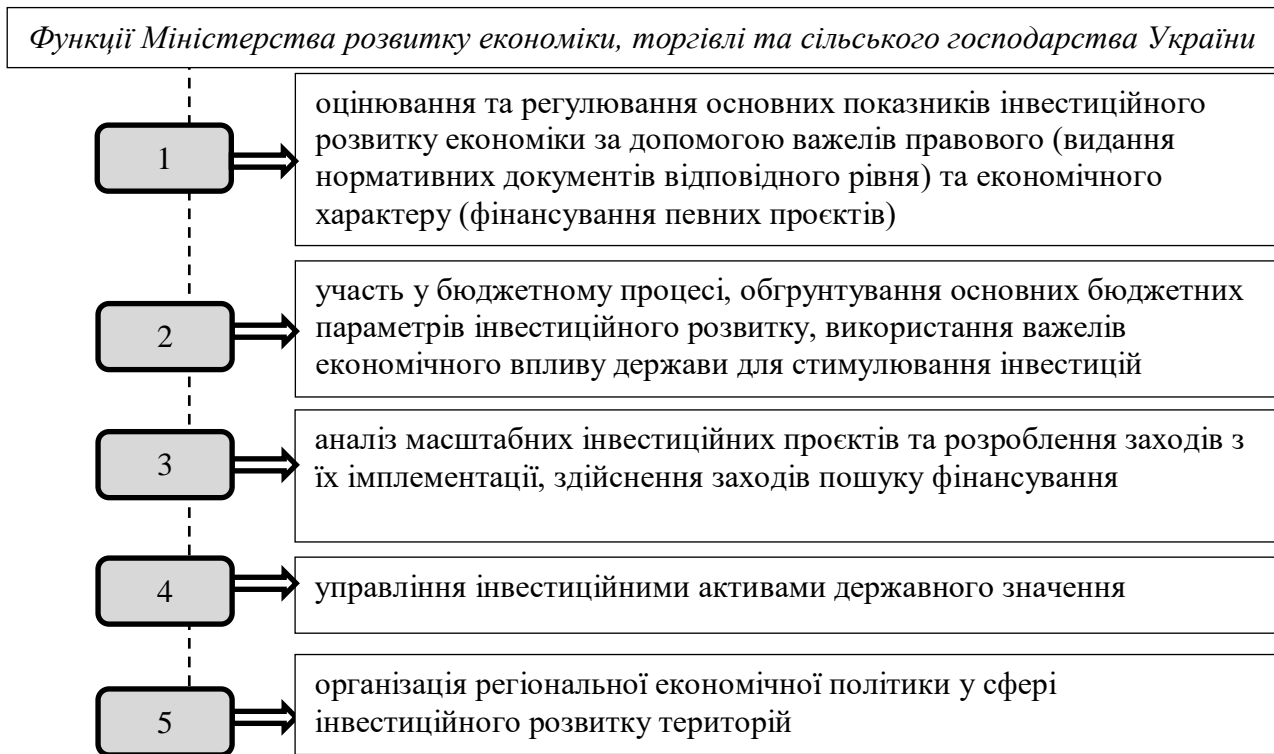 Функції Міністерства розвитку економіки, торгівлі та сільського господарства України
1
оцінювання та регулювання основних показників інвестиційного
розвитку економіки за допомогою важелів правового (видання
нормативних документів відповідного рівня) та економічного
характеру (фінансування певних проєктів)
2
участь у бюджетному процесі, обгрунтування основних бюджетних
параметрів інвестиційного розвитку, використання важелів
економічного впливу держави для стимулювання інвестицій
3
аналіз масштабних інвестиційних проєктів та розроблення заходів з
їх імплементації, здійснення заходів пошуку фінансування
4
управління інвестиційними активами державного значення
5
організація регіональної економічної політики у сфері
інвестиційного розвитку територій